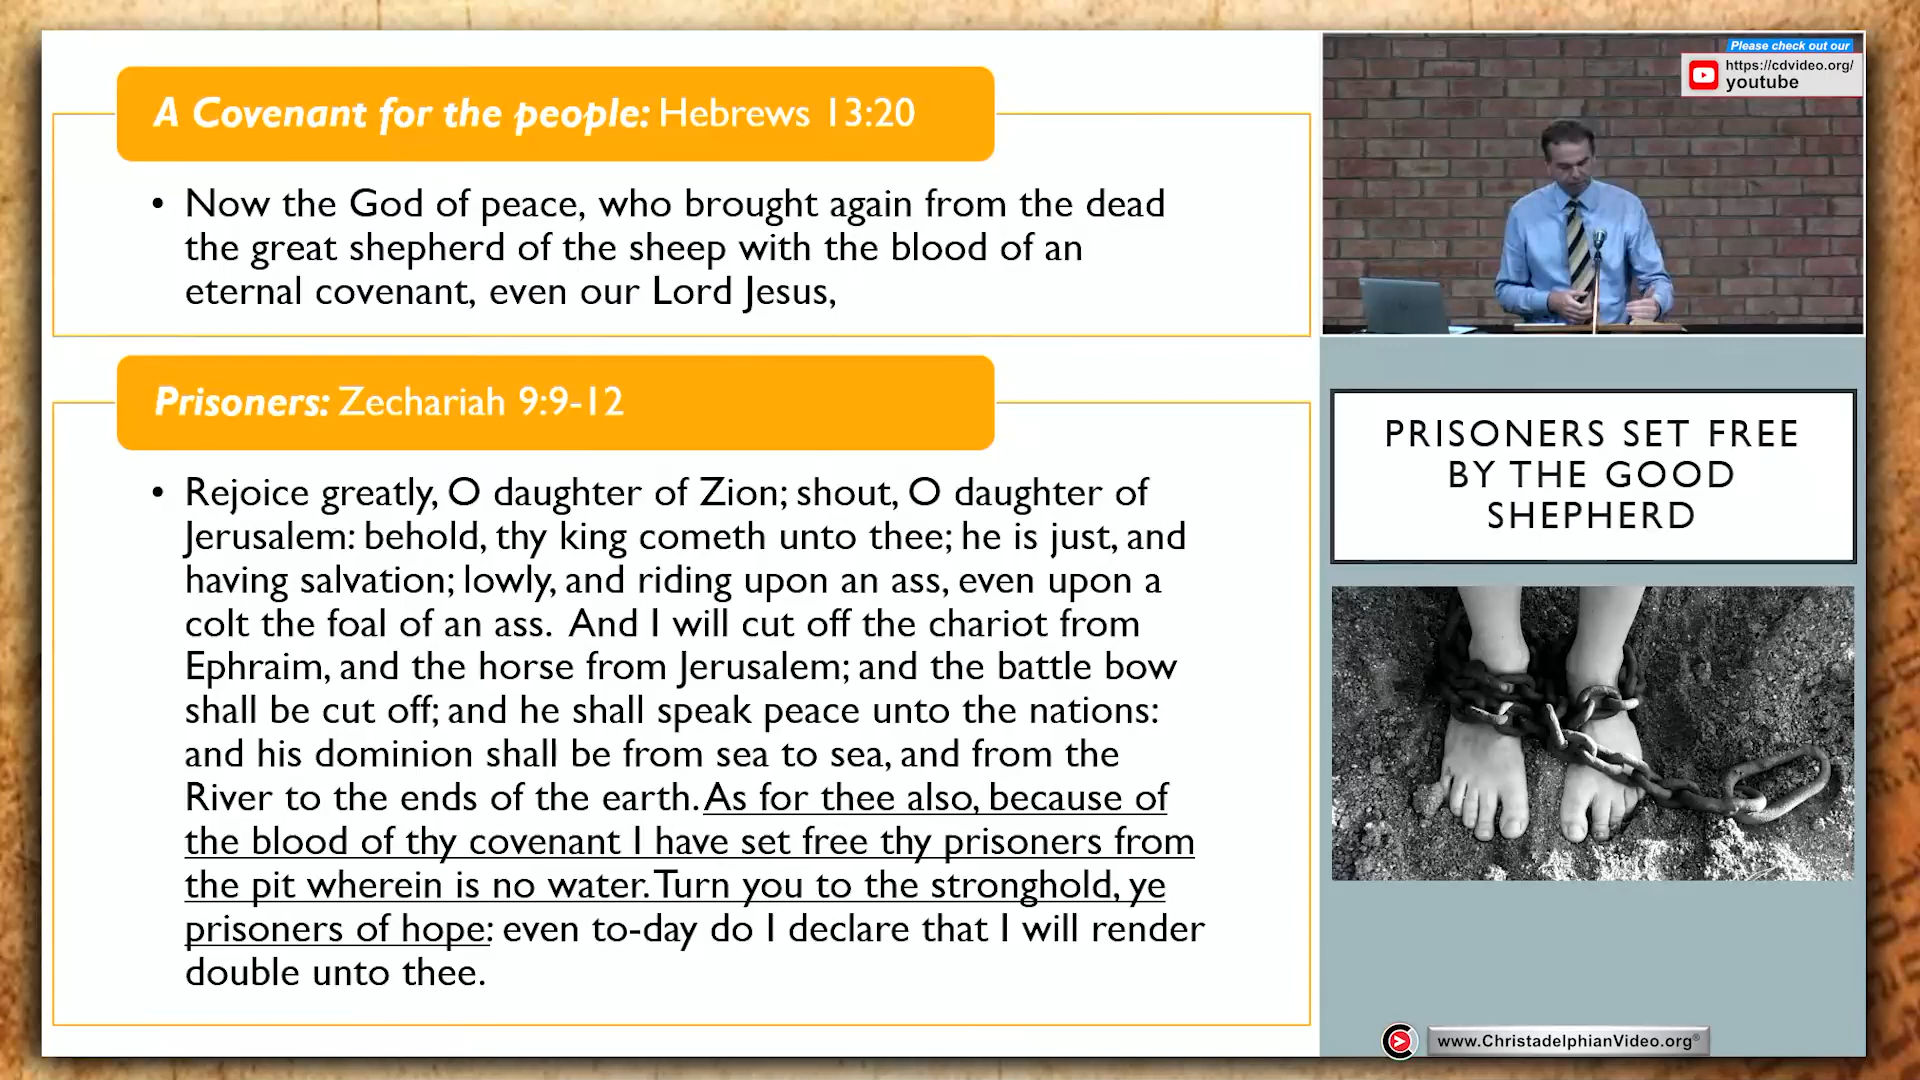 A Covenant for the people: Hebrews 13:20
• Now the God of peace, who brought again from the dead
the great shepherd of the sheep with the blood of an
eternal covenant, even our Lord Jesus,
Prisoners: Zechariah 9:9-12
• Rejoice greatly, O daughter of Zion; shout, O daughter of
Jerusalem: behold, thy king cometh unto thee; he is just, and
having salvation; lowly, and riding upon an ass, even upon a
colt the foal of an ass. And I will cut off the chariot from
Ephraim, and the horse from Jerusalem; and the battle bow
shall be cut off; and he shall speak peace unto the nations:
and his dominion shall be from sea to sea, and from the
River to the ends of the earth. As for thee also, because of
the blood of thy covenant I have set free thy prisoners from
the pit wherein is no water. Turn you to the stronghold, ye
prisoners of hope: even to-day do I declare that I will render
double unto thee.
Please check out our
https://cdvideo.org/
youtube
PRISONERS SET FREE
BY THE GOOD
SHEPHERD
www.ChristadelphianVideo.org®